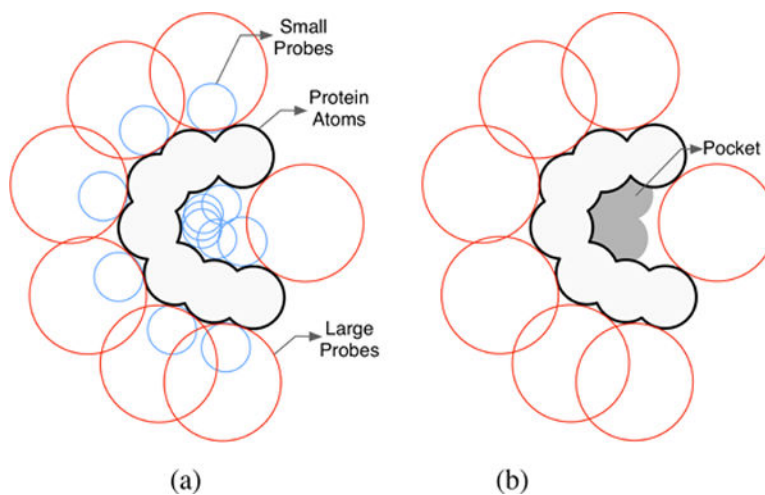 Small
Probes
Protein
Atoms
Pocket
Large
Probes
(a)
(b)